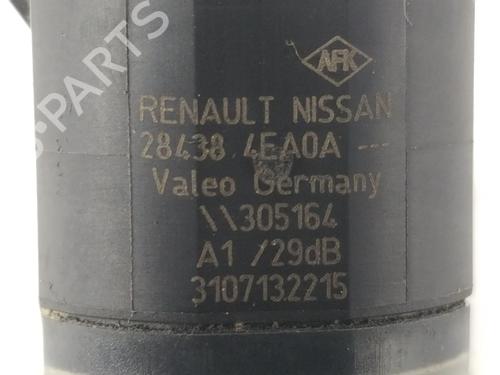 AFK
RENAULT NISSAN
28438 4EA0A ---
Valeo Germany
\\305164
A1 /29dB
3107132215
B-PARTS